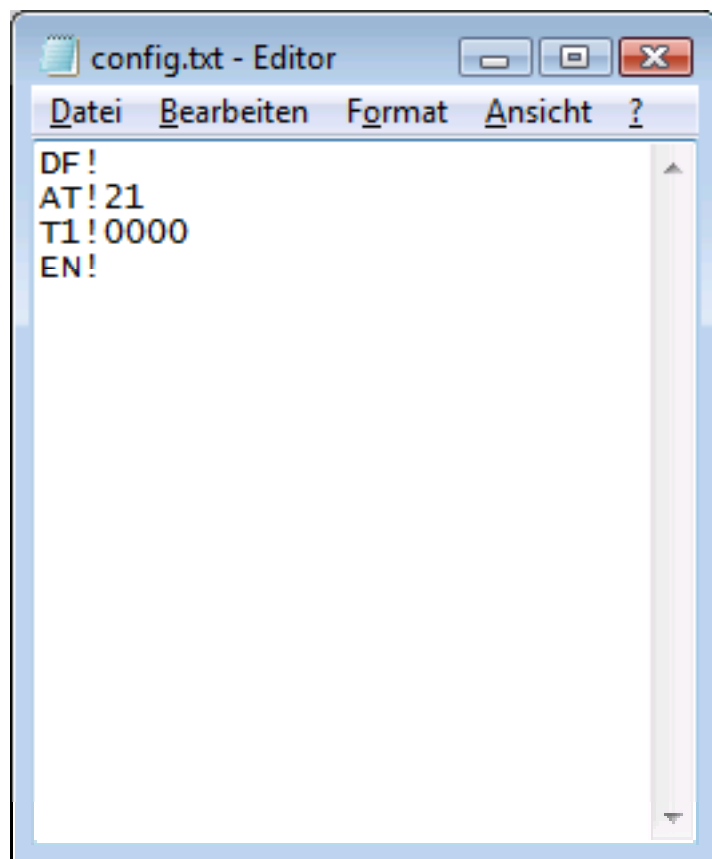 config.txt - Editor
Datei Bearbeiten Format Ansicht ?
DF!
AT!21
T1!0000
EN!